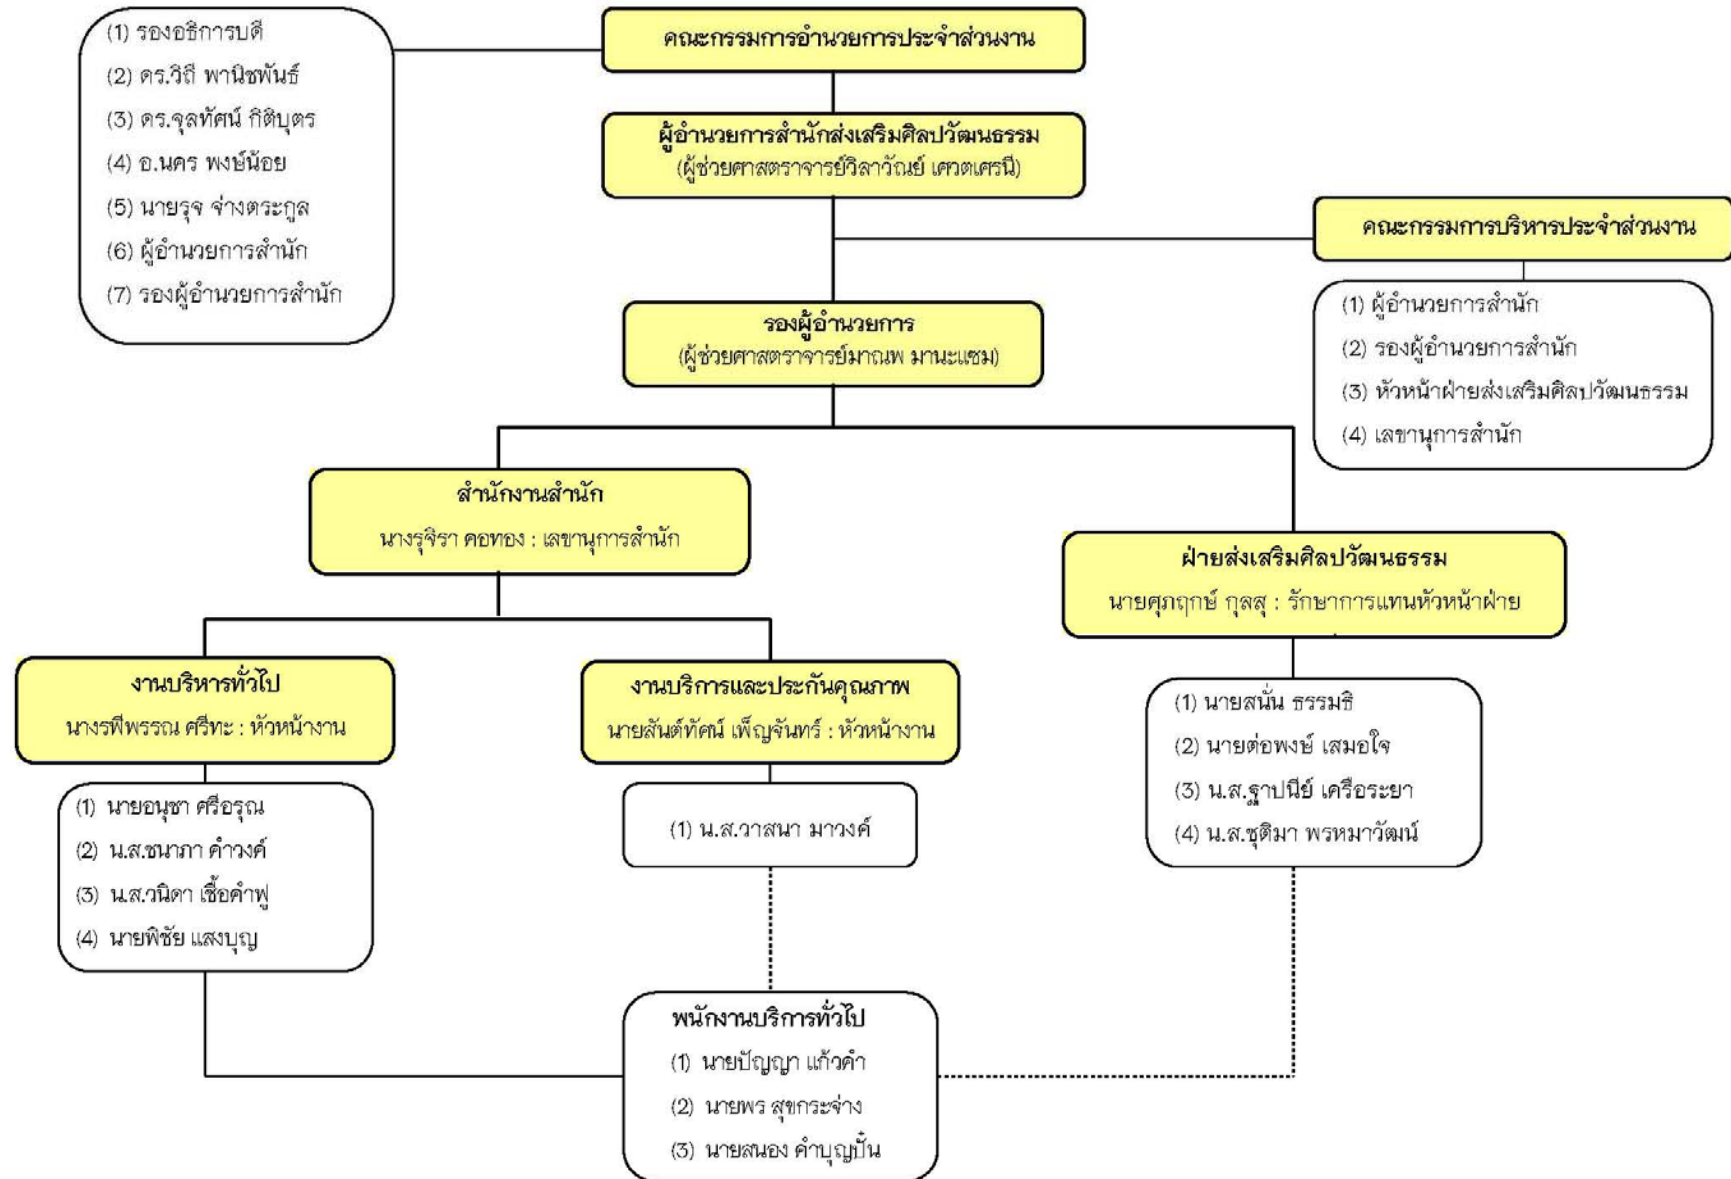 (1) รองอธิการบดี
(2) ดร.วิถี พานิชพันธ์
(3) ดร.จุลทัศน์ กิติบุตร
(4) อ.นคร พงษ์น้อย
(5) นายรุจ จ่างตระกูล
(6) ผู้อำนวยการสำนัก
(7) รองผู้อำนวยการสำนัก
คณะกรรมการอำนวยการประจำส่วนงาน
ผู้อำนวยการสำนักส่งเสริมศิลปวัฒนธรรม
(ผู้ช่วยศาสตราจารย์วิลาวัณย์ เศวตเศรนี)
คณะกรรมการบริหารประจำส่วนงาน
(1) ผู้อำนวยการสำนัก
(2) รองผู้อำนวยการสำนัก
(3) หัวหน้าฝ่ายส่งเสริมศิลปวัฒนธรรม
(4) เลขานุการสำนัก
รองผู้อำนวยการ
(ผู้ช่วยศาสตราจารย์มาณพ มานะแซม)
สำนักงานสำนัก
นางรุจิรา คอทอง : เลขานุการสำนัก
ฝ่ายส่งเสริมศิลปวัฒนธรรม
นายศุภฤกษ์ กุลสุ : รักษาการแทนหัวหน้าฝ่าย
งานบริหารทั่วไป
นางรพีพรรณ ศรีทะ : หัวหน้างาน
งานบริการและประกันคุณภาพ
นายสันต์ทัศน์ เพ็ญจันทร์ : หัวหน้างาน
(1) นายสนั่น ธรรมธิ
(2) นายต่อพงษ์ เสมอใจ
(3) น.ส.ฐาปนีย์ เครือระยา
(4) น.ส.ชุติมา พรหมาวัฒน์
(1) นายอนุชา ศรีอรุณ
(2) น.ส.ชนาภา คำวงค์
(3) น.ส.วนิดา เชื้อคำฟู
(4) นายพิชัย แสงบุญ
(1) น.ส.วาสนา มาวงค์
พนักงานบริการทั่วไป
(1) นายปัญญา แก้วคำ
(2) นายพร สุขกระจ่าง
(3) นายสนอง คำบุญปั๋น